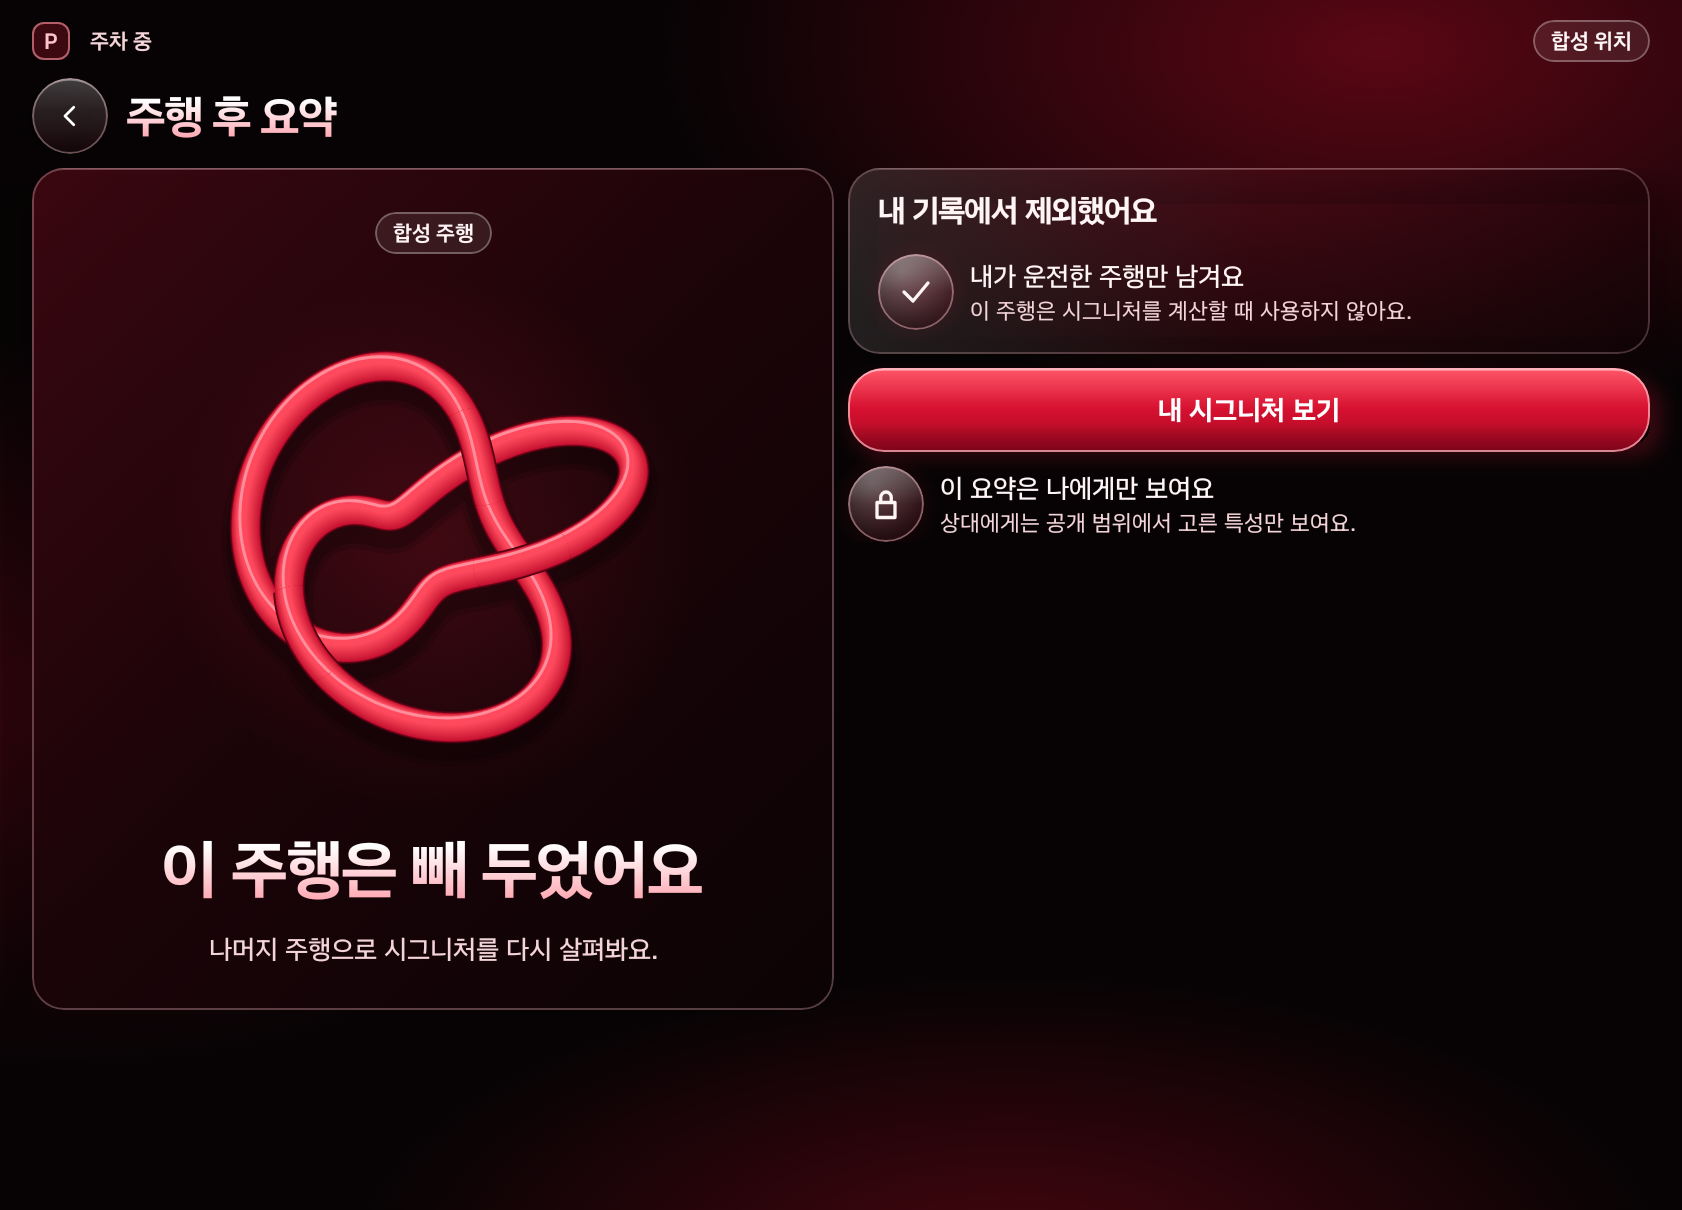 P 주차 중
합성 위치
주행 후 요약
합성 주행
이 주행은 빼 두었어요
나머지 주행으로 시그니처를 다시 살펴봐요.
내 기록에서 제외했어요
내가 운전한 주행만 남겨요
이 주행은 시그니처를 계산할 때 사용하지 않아요.
내 시그니처 보기
이 요약은 나에게만 보여요
상대에게는 공개 범위에서 고른 특성만 보여요.